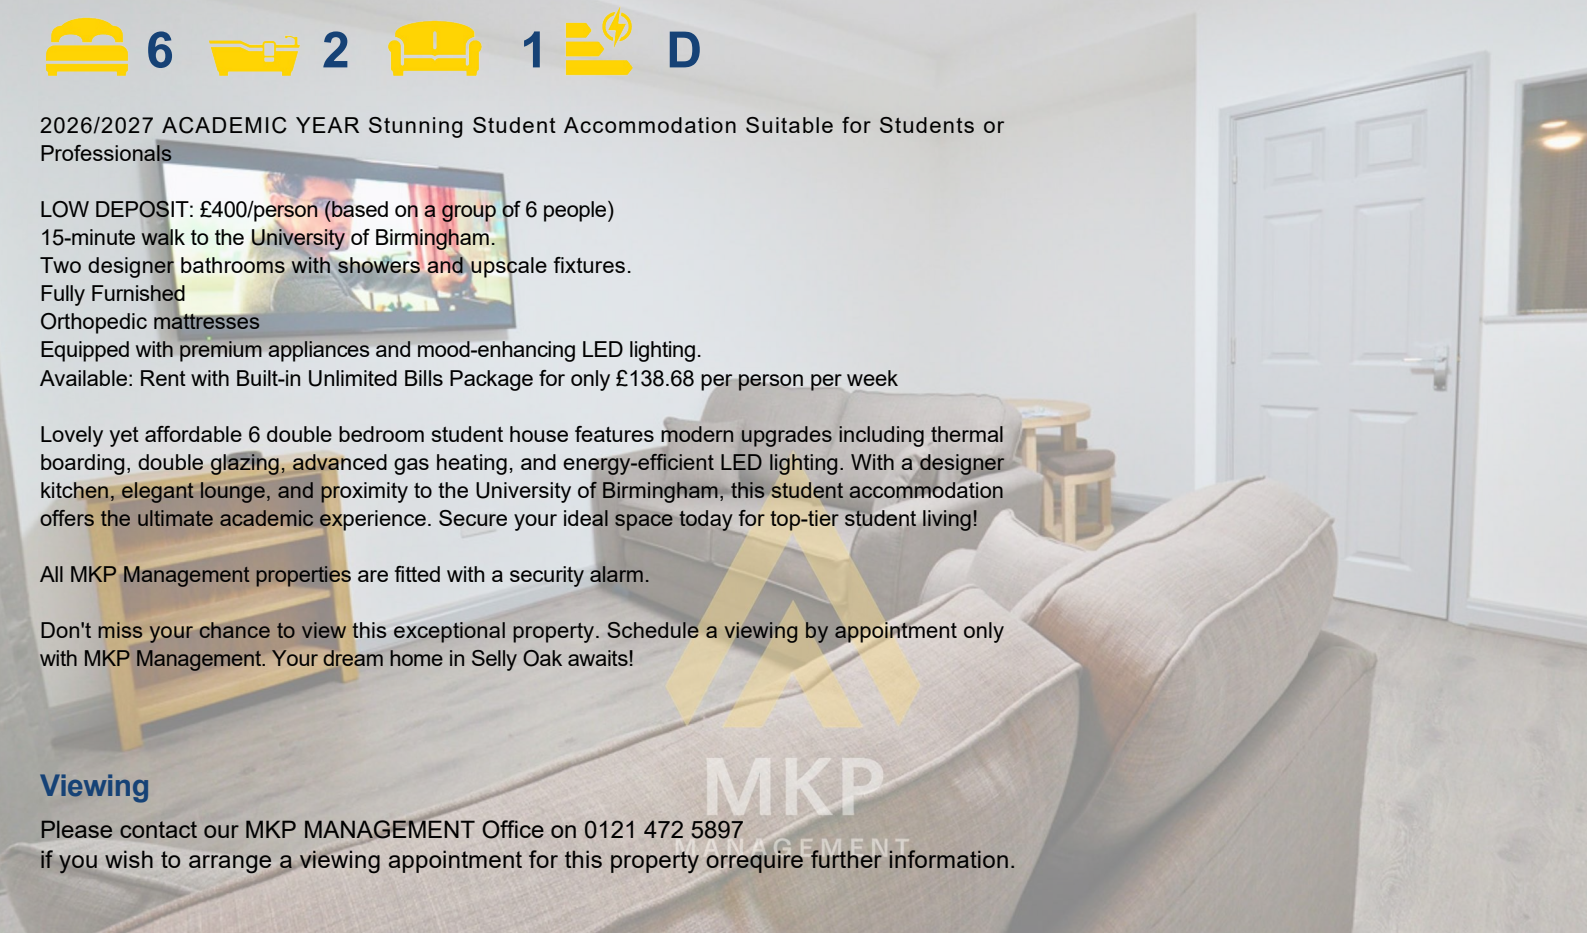 6 2 1 D
2026/2027 ACADEMIC YEAR Stunning Student Accommodation Suitable for Students or
Professionals
LOW DEPOSIT: £400/person (based on a group of 6 people)
15-minute walk to the University of Birmingham.
Two designer bathrooms with showers and upscale fixtures.
Fully Furnished
Orthopedic mattresses
Equipped with premium appliances and mood-enhancing LED lighting.
Available: Rent with Built-in Unlimited Bills Package for only £138.68 per person per week
Lovely yet affordable 6 double bedroom student house features modern upgrades including thermal
boarding, double glazing, advanced gas heating, and energy-efficient LED lighting. With a designer
kitchen, elegant lounge, and proximity to the University of Birmingham, this student accommodation
offers the ultimate academic experience. Secure your ideal space today for top-tier student living!
All MKP Management properties are fitted with a security alarm.
Don't miss your chance to view this exceptional property. Schedule a viewing by appointment only
with MKP Management. Your dream home in Selly Oak awaits!
MKP
MANAGEMENT
Viewing
Please contact our MKP MANAGEMENT Office on 0121 472 5897
if you wish to arrange a viewing appointment for this property orrequire further information.